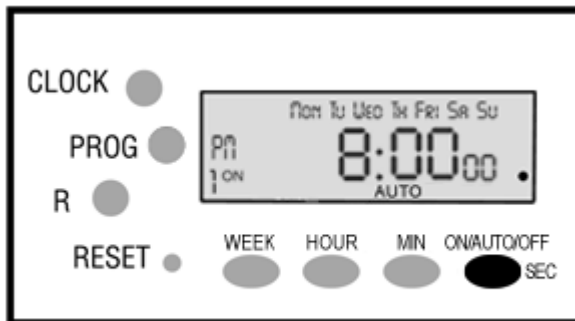 CLOCK
PROG
R
RESET
Mon Tu Wed Th Fri Sa Su
PM
8:00 00
1 ON
AUTO
WEEK HOUR MIN ON/AUTO/OFF
SEC